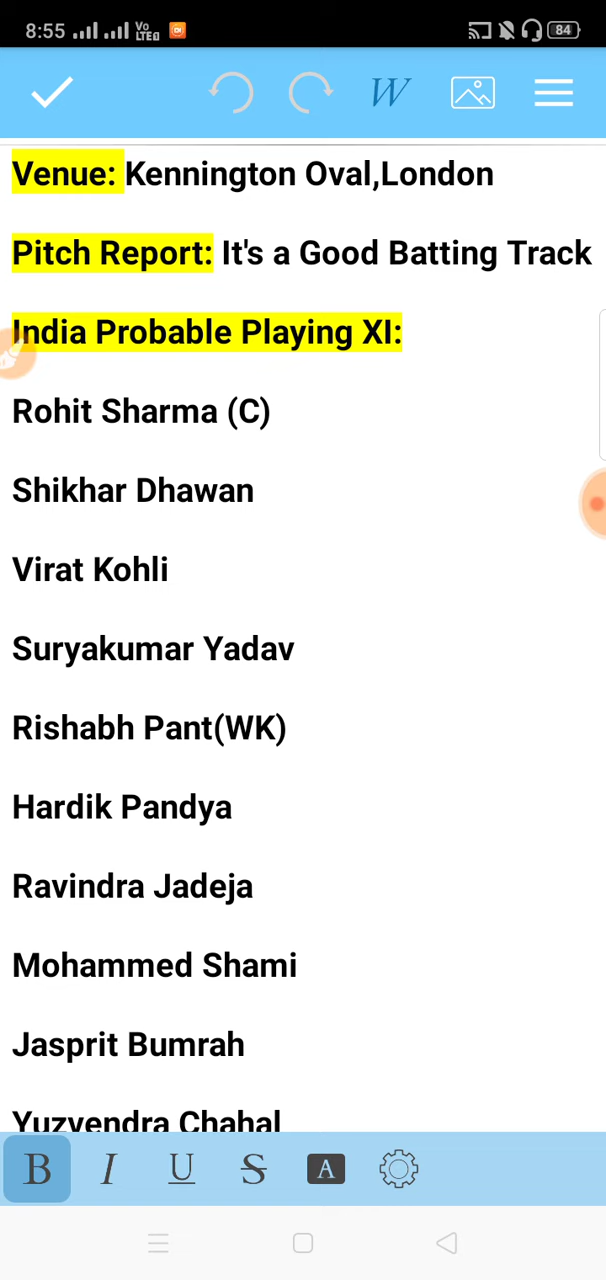 8:55 Vo LTE 84
W
Venue: Kennington Oval,London
Pitch Report: It's a Good Batting Track
India Probable Playing XI:
Rohit Sharma (C)
Shikhar Dhawan
Virat Kohli
Suryakumar Yadav
Rishabh Pant(WK)
Hardik Pandya
Ravindra Jadeja
Mohammed Shami
Jasprit Bumrah
Yuzvendra Chahal
B I U S A